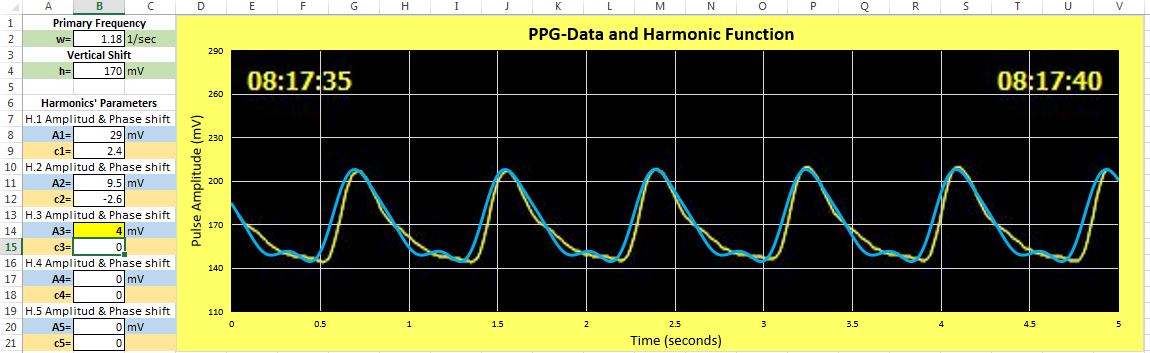 A B C D E F G H I J K L M N O P Q R S T U V
1 Primary Frequency
2 w= 1.18 1/sec
3 Vertical Shift
4 h= 170 mV
5
6 Harmonics' Parameters
7 H.1 Amplitud & Phase shift
8 A1= 29 mV
9 c1= 2.4
10 H.2 Amplitud & Phase shift
11 A2= 9.5 mV
12 c2= -2.6
13 H.3 Amplitud & Phase shift
14 A3= 4 mV
15 c3= 0
16 H.4 Amplitud & Phase shift
17 A4= 0 mV
18 c4= 0
19 H.5 Amplitud & Phase shift
20 A5= 0 mV
21 c5= 0
PPG-Data and Harmonic Function
Pulse Amplitude (mV)
290
260
230
200
170
140
110
08:17:35 08:17:40
0 0.5 1 1.5 2 2.5 3 3.5 4 4.5 5
Time (seconds)